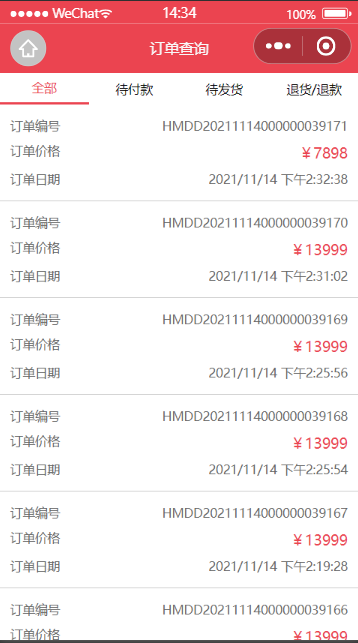 WeChat 14:34 100%
订单查询
全部 待付款 待发货 退货/退款
订单编号 HMDD20211114000000039171
订单价格 ￥7898
订单日期 2021/11/14 下午2:32:38
订单编号 HMDD20211114000000039170
订单价格 ￥13999
订单日期 2021/11/14 下午2:31:02
订单编号 HMDD20211114000000039169
订单价格 ￥13999
订单日期 2021/11/14 下午2:25:56
订单编号 HMDD20211114000000039168
订单价格 ￥13999
订单日期 2021/11/14 下午2:25:54
订单编号 HMDD20211114000000039167
订单价格 ￥13999
订单日期 2021/11/14 下午2:19:28
订单编号 HMDD20211114000000039166
订单价格 ￥13999